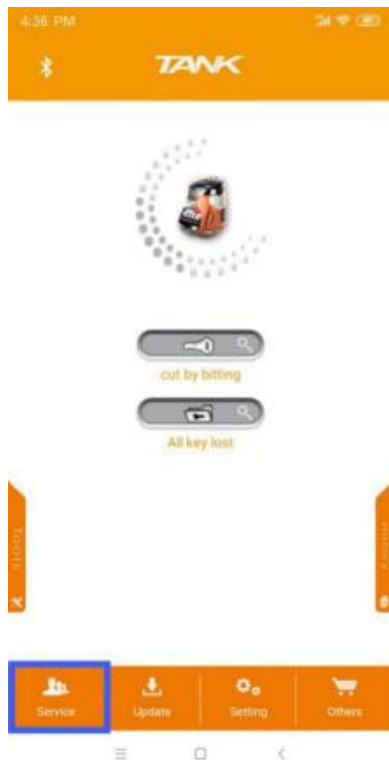 4:36 PM
TANK
cut by bitting
All key lost
Tools
Service
Update
Setting
Others